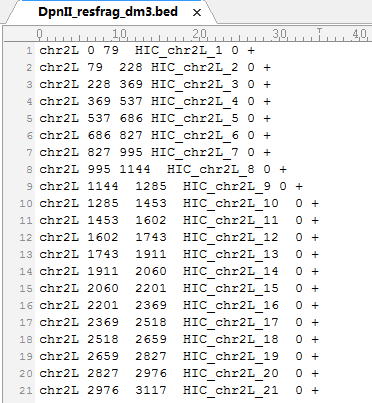 DpnII_resfrag_dm3.bed ×
0 10 20 30 40
1 chr2L 0 79 HIC_chr2L_1 0 +
2 chr2L 79 228 HIC_chr2L_2 0 +
3 chr2L 228 369 HIC_chr2L_3 0 +
4 chr2L 369 537 HIC_chr2L_4 0 +
5 chr2L 537 686 HIC_chr2L_5 0 +
6 chr2L 686 827 HIC_chr2L_6 0 +
7 chr2L 827 995 HIC_chr2L_7 0 +
8 chr2L 995 1144 HIC_chr2L_8 0 +
9 chr2L 1144 1285 HIC_chr2L_9 0 +
10 chr2L 1285 1453 HIC_chr2L_10 0 +
11 chr2L 1453 1602 HIC_chr2L_11 0 +
12 chr2L 1602 1743 HIC_chr2L_12 0 +
13 chr2L 1743 1911 HIC_chr2L_13 0 +
14 chr2L 1911 2060 HIC_chr2L_14 0 +
15 chr2L 2060 2201 HIC_chr2L_15 0 +
16 chr2L 2201 2369 HIC_chr2L_16 0 +
17 chr2L 2369 2518 HIC_chr2L_17 0 +
18 chr2L 2518 2659 HIC_chr2L_18 0 +
19 chr2L 2659 2827 HIC_chr2L_19 0 +
20 chr2L 2827 2976 HIC_chr2L_20 0 +
21 chr2L 2976 3117 HIC_chr2L_21 0 +